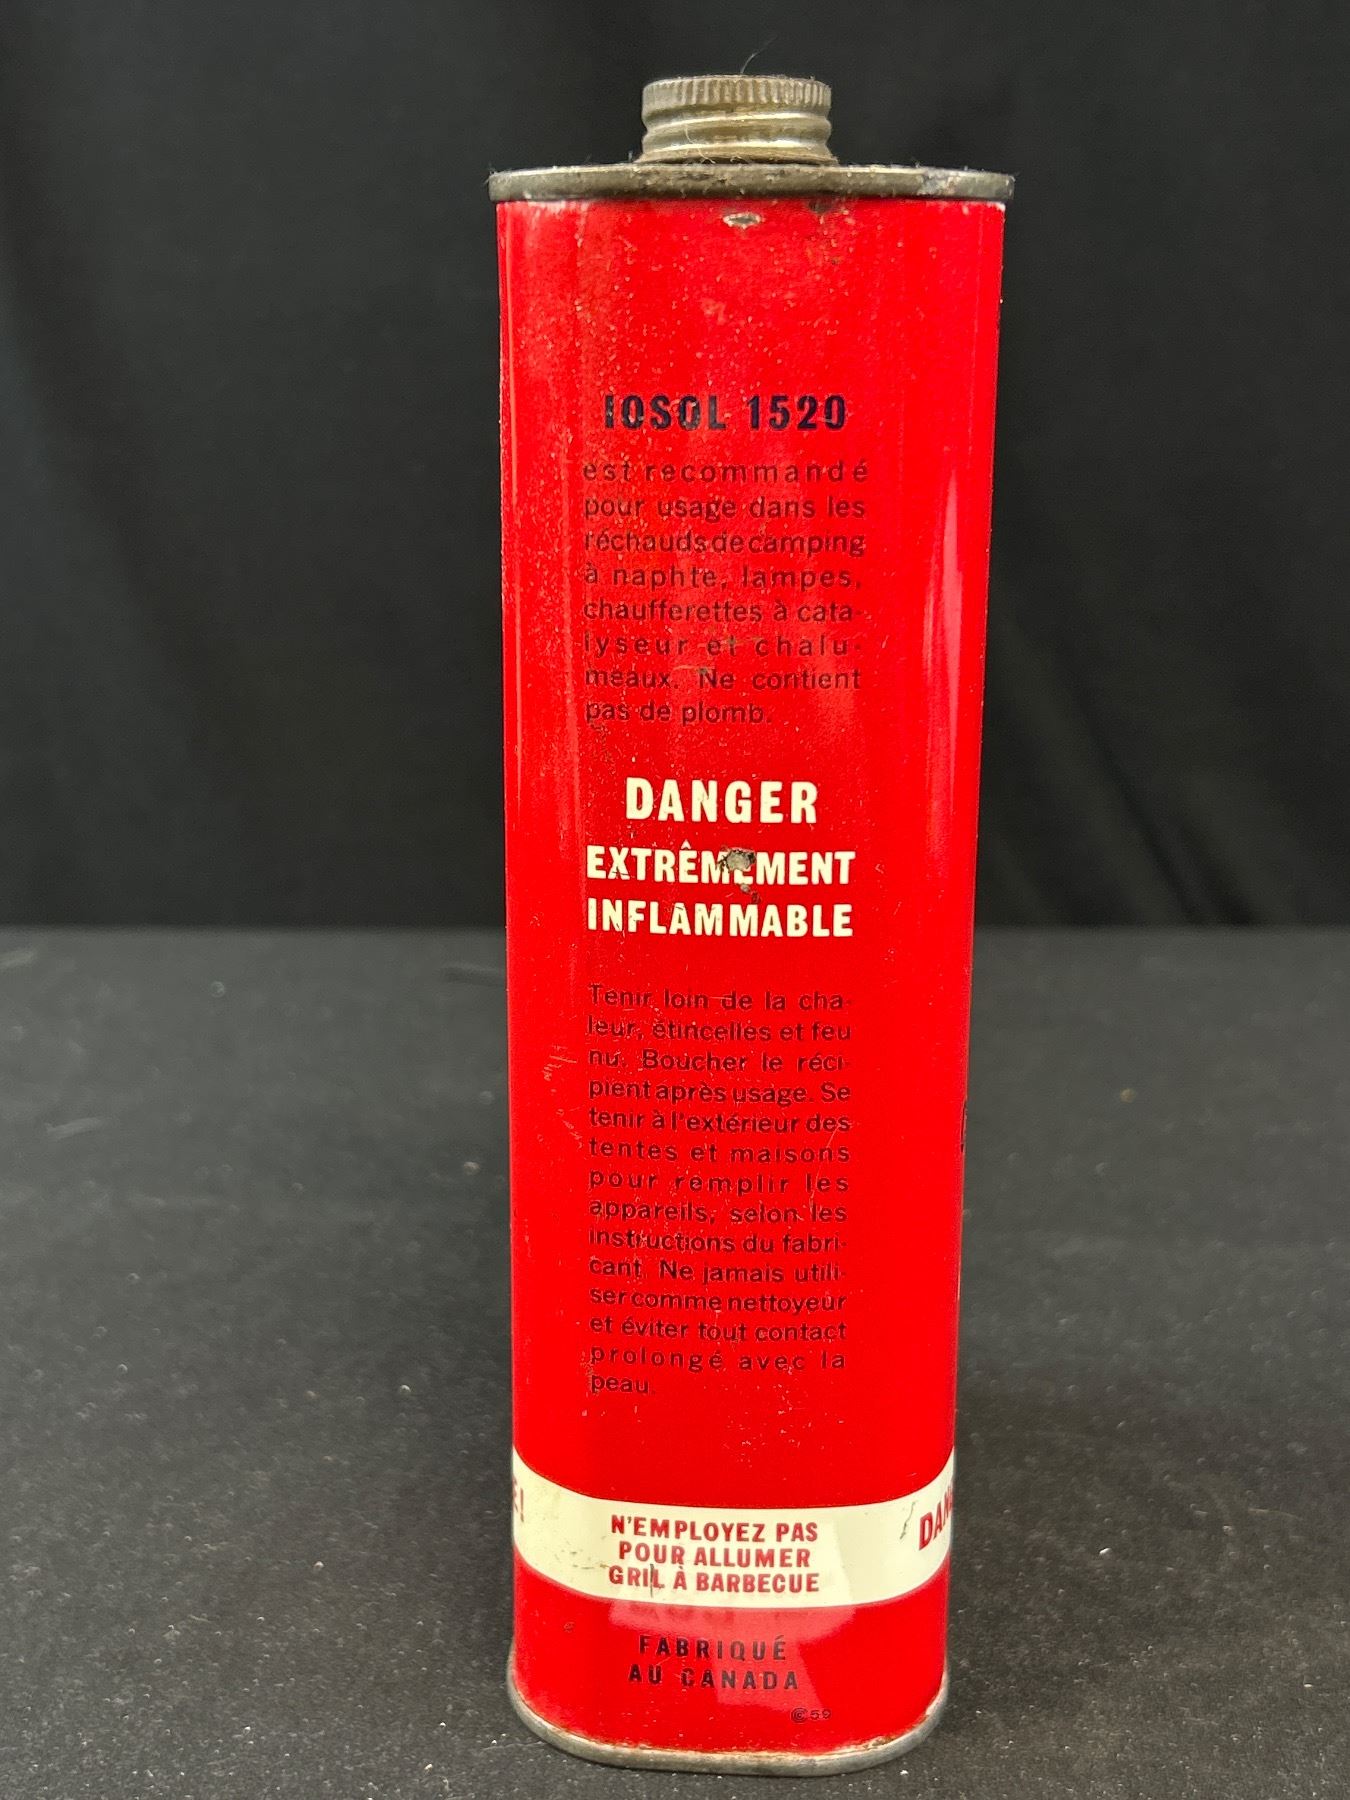 IOSOL 1520
est recommandé
pour usage dans les
réchauds de camping
à naphte, lampes,
chaufferettes à cata-
lyseur et chalu-
meaux. Ne contient
pas de plomb.
DANGER
EXTRÊMEMENT
INFLAMMABLE
Tenir loin de la cha-
leur, étincelles et feu
nu. Boucher le réci-
pient après usage. Se
tenir à l'extérieur des
tentes et maisons
pour remplir les
appareils, selon les
instructions du fabri-
cant. Ne jamais utili-
ser comme nettoyeur
et éviter tout contact
prolongé avec la
peau.
E!
N'EMPLOYEZ PAS
POUR ALLUMER
GRIL À BARBECUE
DAN
FABRIQUÉ
AU CANADA
©59